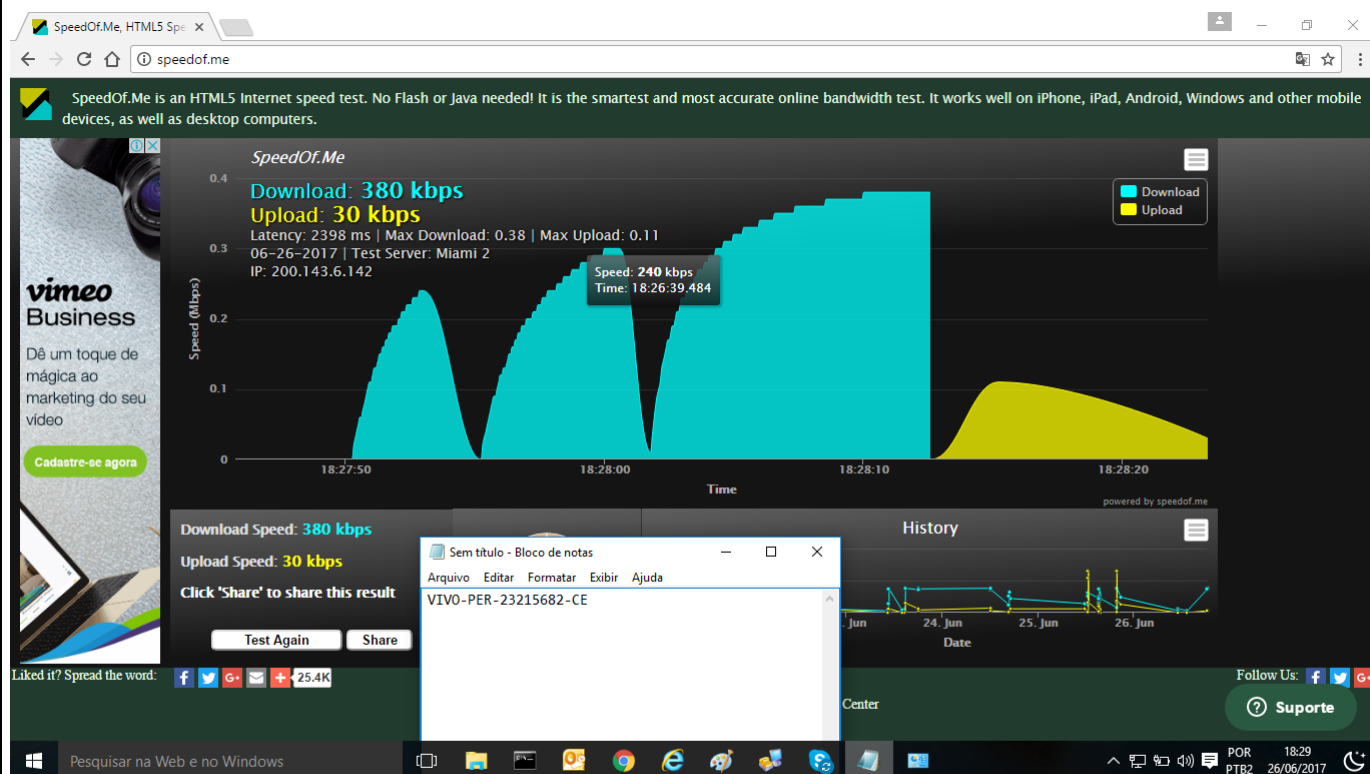 SpeedOf.Me, HTML5 Spe
speedof.me
SpeedOf.Me is an HTML5 Internet speed test. No Flash or Java needed! It is the smartest and most accurate online bandwidth test. It works well on iPhone, iPad, Android, Windows and other mobile
devices, as well as desktop computers.
SpeedOf.Me
Download: 380 kbps
Upload: 30 kbps
Latency: 2398 ms | Max Download: 0.38 | Max Upload: 0.11
06-26-2017 | Test Server: Miami 2
IP: 200.143.6.142
Download
Upload
Speed: 240 kbps
Time: 18:26:39.484
0.4
0.3
0.2
0.1
0
Speed (Mbps)
18:27:50
18:28:00
18:28:10
18:28:20
Time
powered by speedof.me
vimeo
Business
Dê um toque de
mágica ao
marketing do seu
vídeo
Cadastre-se agora
Download Speed: 380 kbps
Upload Speed: 30 kbps
Click 'Share' to share this result
Test Again
Share
Sem título - Bloco de notas
Arquivo Editar Formatar Exibir Ajuda
VIVO-PER-23215682-CE
History
. Jun
24. Jun
25. Jun
26. Jun
Date
Liked it? Spread the word:
25.4K
Center
Follow Us:
Suporte
Pesquisar na Web e no Windows
POR
PTB2
18:29
26/06/2017